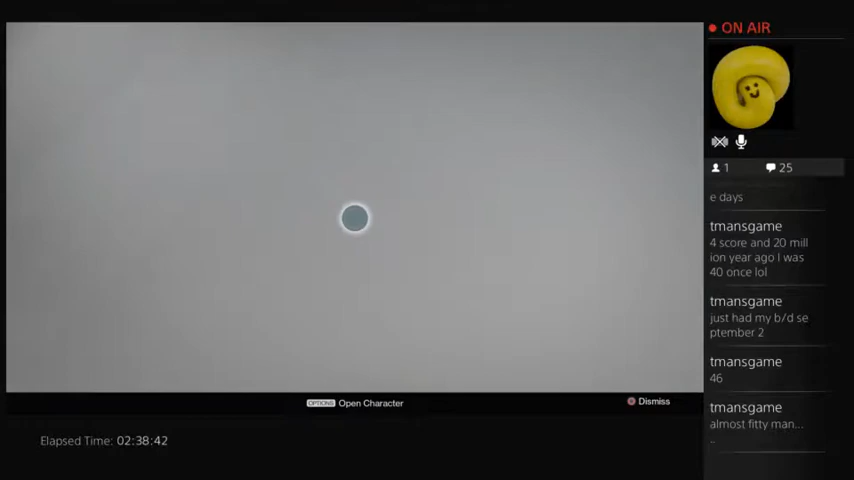 ON AIR
1
25
e days
tmansgame
4 score and 20 mill
ion year ago I was
40 once lol
tmansgame
just had my b/d se
ptember 2
tmansgame
46
tmansgame
almost fitty man...
..
OPTIONS Open Character
Dismiss
Elapsed Time: 02:38:42